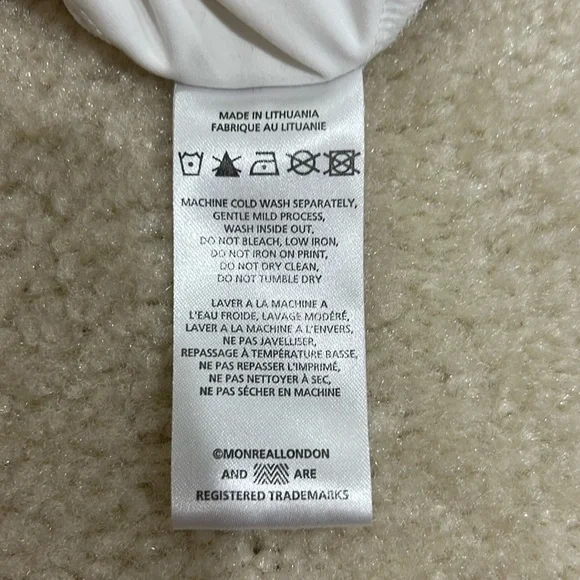 MADE IN LITHUANIA
FABRIQUE AU LITUANIE
MACHINE COLD WASH SEPARATELY,
GENTLE MILD PROCESS,
WASH INSIDE OUT,
DO NOT BLEACH, LOW IRON,
DO NOT IRON ON PRINT,
DO NOT DRY CLEAN,
DO NOT TUMBLE DRY
LAVER A LA MACHINE A
L'EAU FROIDE, LAVAGE MODÉRÉ,
LAVER A LA MACHINE A L'ENVERS,
NE PAS JAVELLISER,
REPASSAGE À TEMPÉRATURE BASSE,
NE PAS REPASSER L'IMPRIMÉ,
NE PAS NETTOYER À SEC,
NE PAS SÉCHER EN MACHINE
©MONREALLONDON
AND ARE
REGISTERED TRADEMARKS